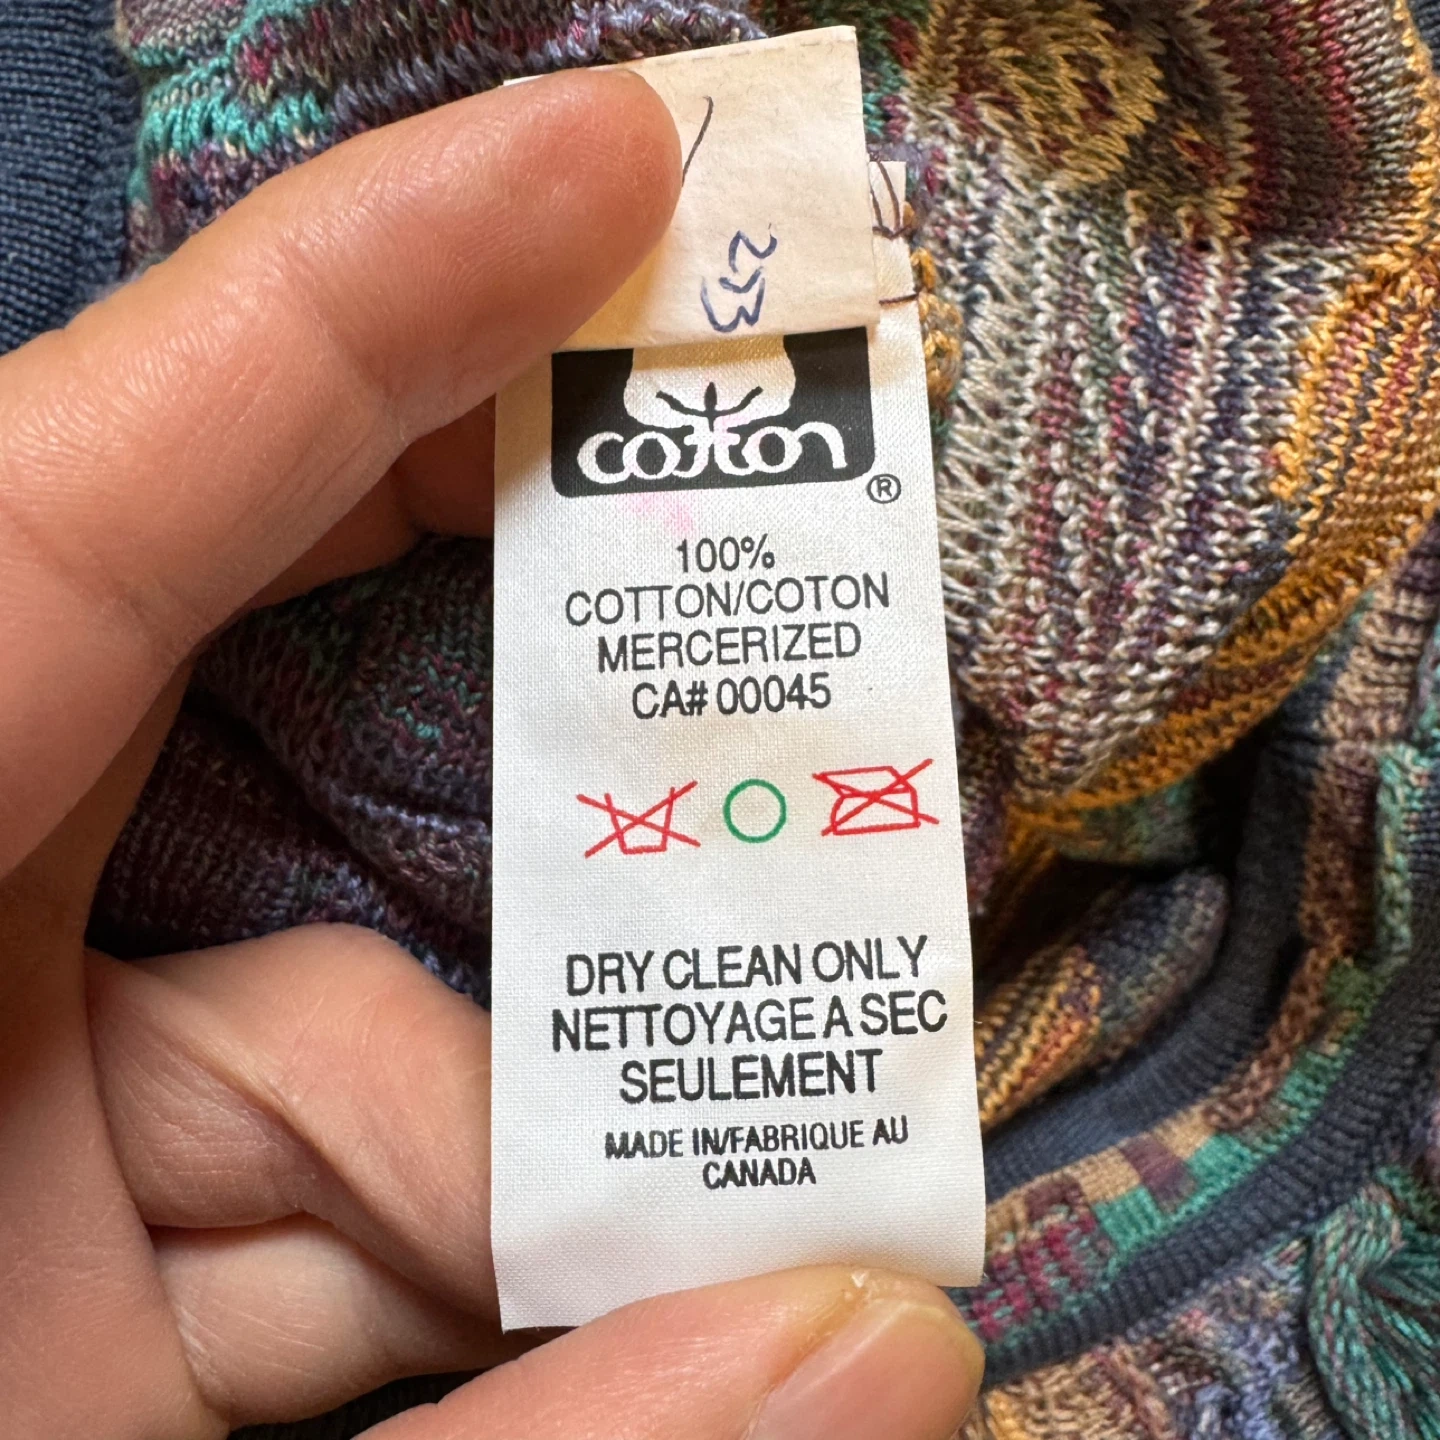 cotton
®
100%
COTTON/COTON
MERCERIZED
CA# 00045
DRY CLEAN ONLY
NETTOYAGE A SEC
SEULEMENT
MADE IN/FABRIQUE AU
CANADA